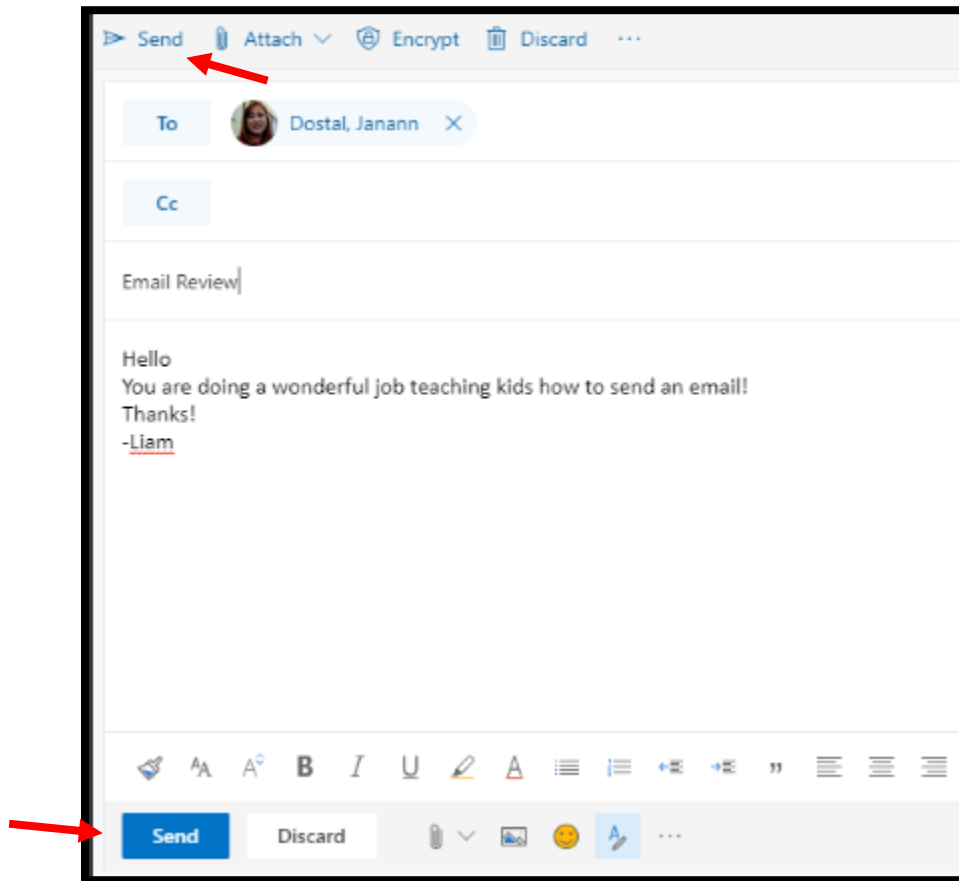 Send Attach Encrypt Discard ...
To Dostal, Janann
Cc
Email Review
Hello
You are doing a wonderful job teaching kids how to send an email!
Thanks!
-Liam
B I U A
Send Discard ...